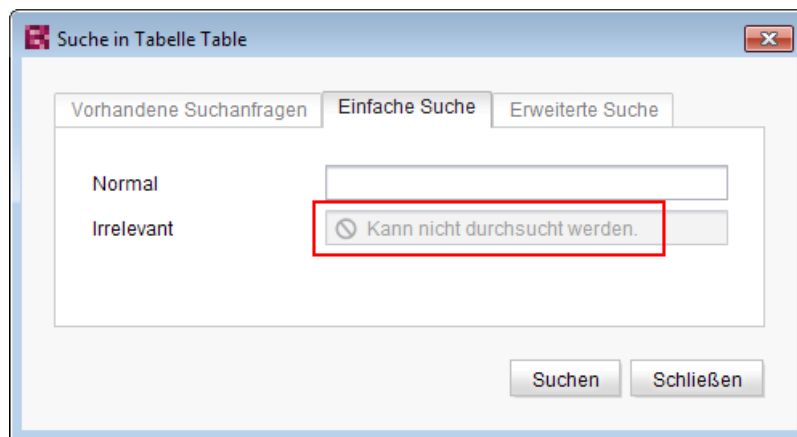 Suche in Tabelle Table
Vorhandene Suchanfragen Einfache Suche Erweiterte Suche
Normal
Irrelevant Kann nicht durchsucht werden.
Suchen Schließen